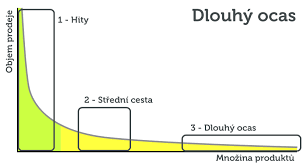 Dlouhý ocas
1 - Hity
2 - Střední cesta
3 - Dlouhý ocas
Objem prodeje
Množina produktů